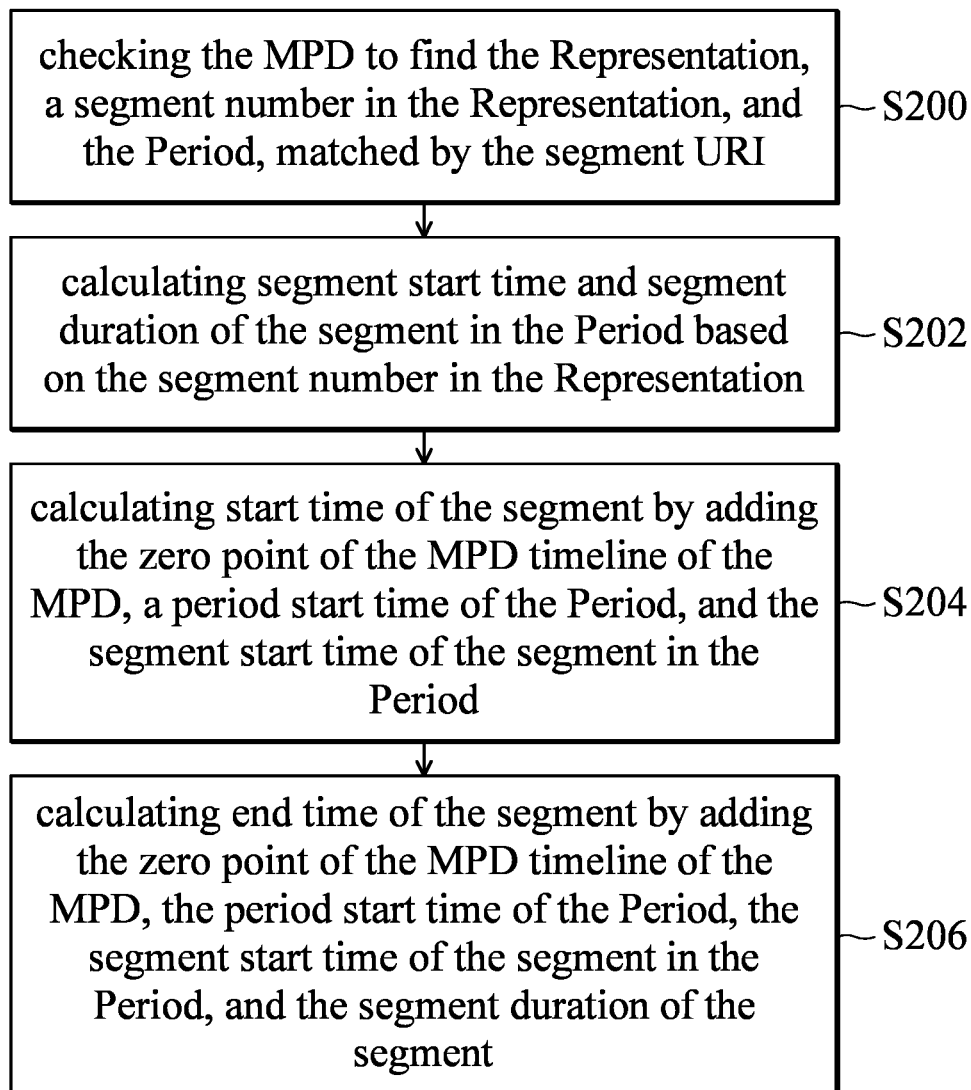 checking the MPD to find the Representation,
a segment number in the Representation, and
the Period, matched by the segment URI
S200
calculating segment start time and segment
duration of the segment in the Period based
on the segment number in the Representation
S202
calculating start time of the segment by adding
the zero point of the MPD timeline of the
MPD, a period start time of the Period, and the
segment start time of the segment in the
Period
S204
calculating end time of the segment by adding
the zero point of the MPD timeline of the
MPD, the period start time of the Period, the
segment start time of the segment in the
Period, and the segment duration of the
segment
S206